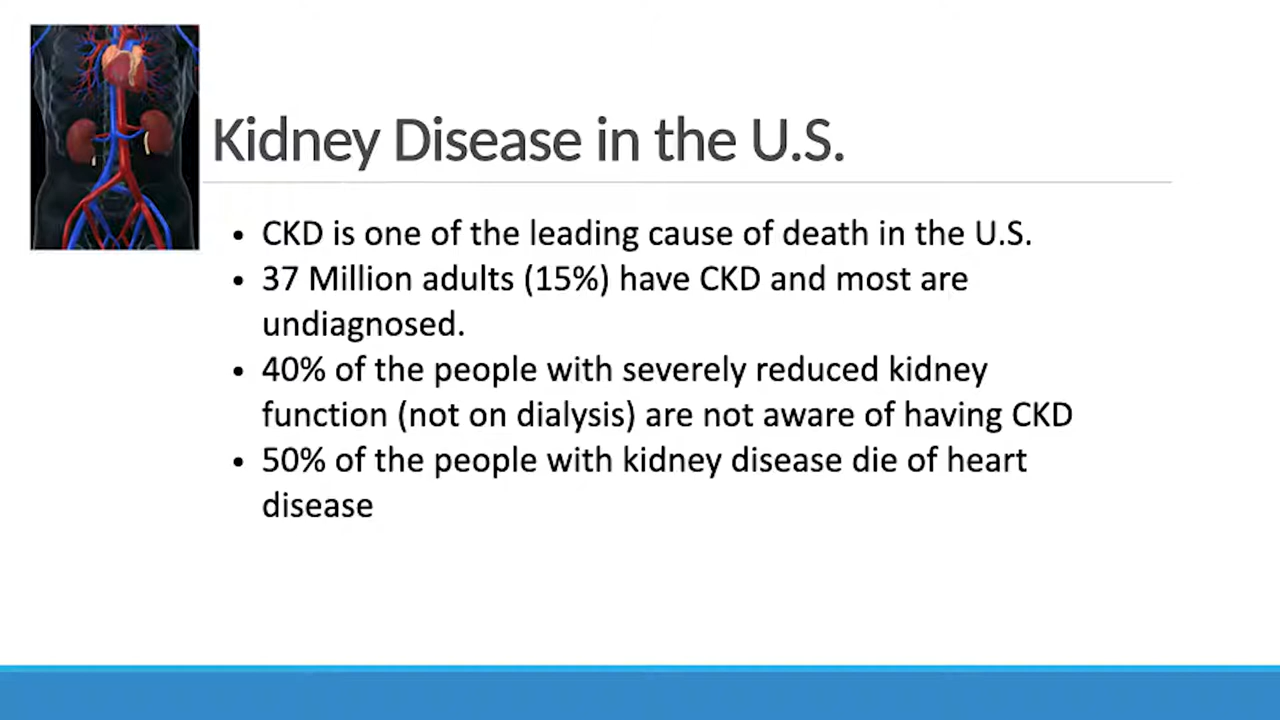 Kidney Disease in the U.S.
• CKD is one of the leading cause of death in the U.S.
• 37 Million adults (15%) have CKD and most are
undiagnosed.
• 40% of the people with severely reduced kidney
function (not on dialysis) are not aware of having CKD
• 50% of the people with kidney disease die of heart
disease